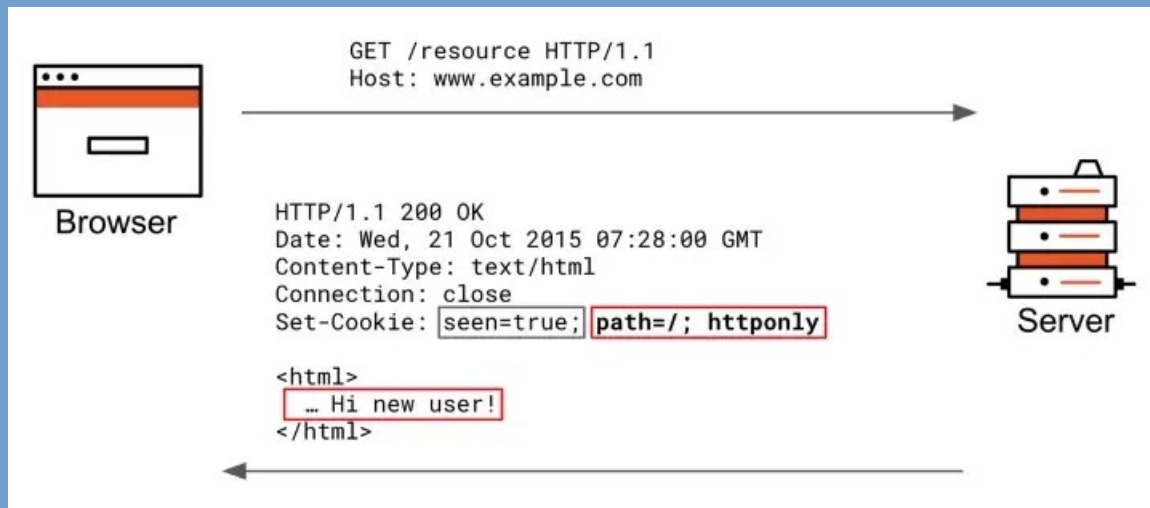 GET /resource HTTP/1.1
Host: www.example.com
Browser
HTTP/1.1 200 OK
Date: Wed, 21 Oct 2015 07:28:00 GMT
Content-Type: text/html
Connection: close
Set-Cookie: seen=true; path=/; httponly
Server
<html>
… Hi new user!
</html>